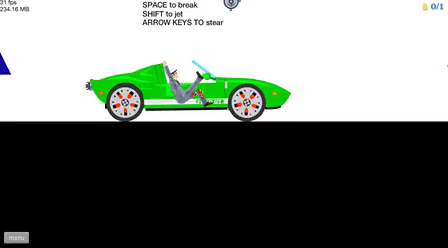 31 fps
234.16 MB
SPACE to break
SHIFT to jet
ARROW KEYS TO stear
0/1
menu